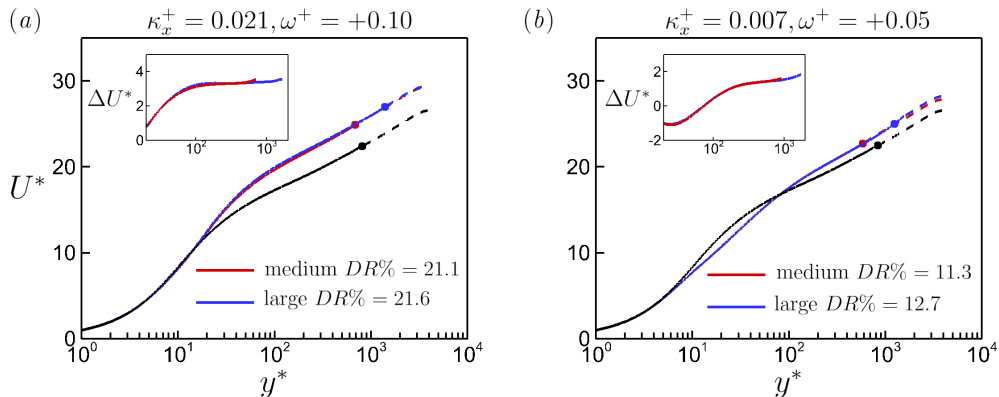 (a) κ_x^+ = 0.021, ω^+ = +0.10
U*
30
20
10
0
10^0 10^1 10^2 10^3 10^4
y*
ΔU*
4
2
0
10^2 10^3
medium DR% = 21.1
large DR% = 21.6
(b) κ_x^+ = 0.007, ω^+ = +0.05
30
20
10
0
10^0 10^1 10^2 10^3 10^4
y*
ΔU*
2
0
-2
10^2 10^3
medium DR% = 11.3
large DR% = 12.7